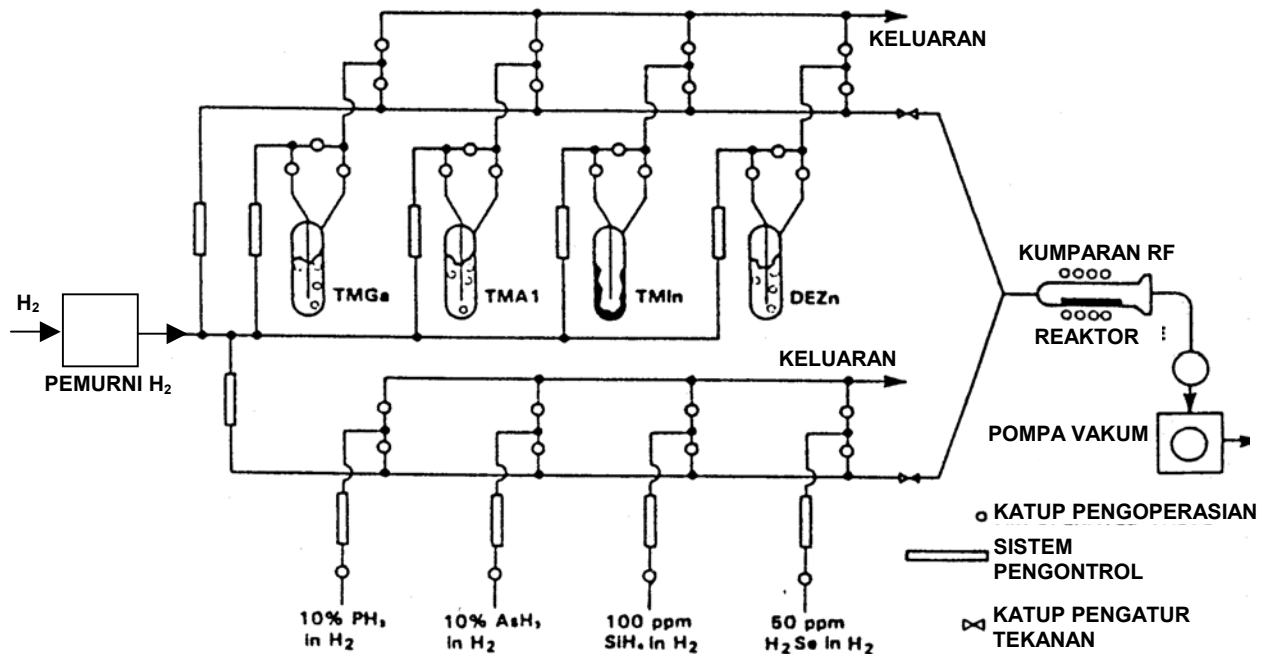 KELUARAN
TMGa
TMA1
TMIn
DEZn
H₂
PEMURNI H₂
KUMPARAN RF
REAKTOR
KELUARAN
POMPA VAKUM
KATUP PENGOPERASIAN
SISTEM
PENGONTROL
KATUP PENGATUR
TEKANAN
10% PH₃
in H₂
10% AsH₃
in H₂
100 ppm
SiH₄ in H₂
50 ppm
H₂Se in H₂